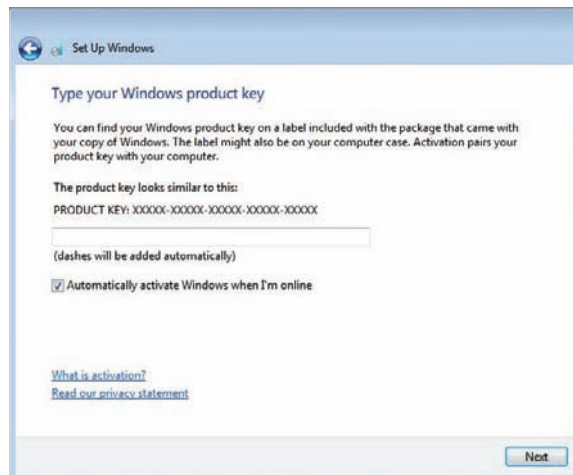 Set Up Windows
Type your Windows product key
You can find your Windows product key on a label included with the package that came with
your copy of Windows. The label might also be on your computer case. Activation pairs your
product key with your computer.
The product key looks similar to this:
PRODUCT KEY: XXXXX-XXXXX-XXXXX-XXXXX-XXXXX
(dashes will be added automatically)
Automatically activate Windows when I'm online
What is activation?
Read our privacy statement
Next